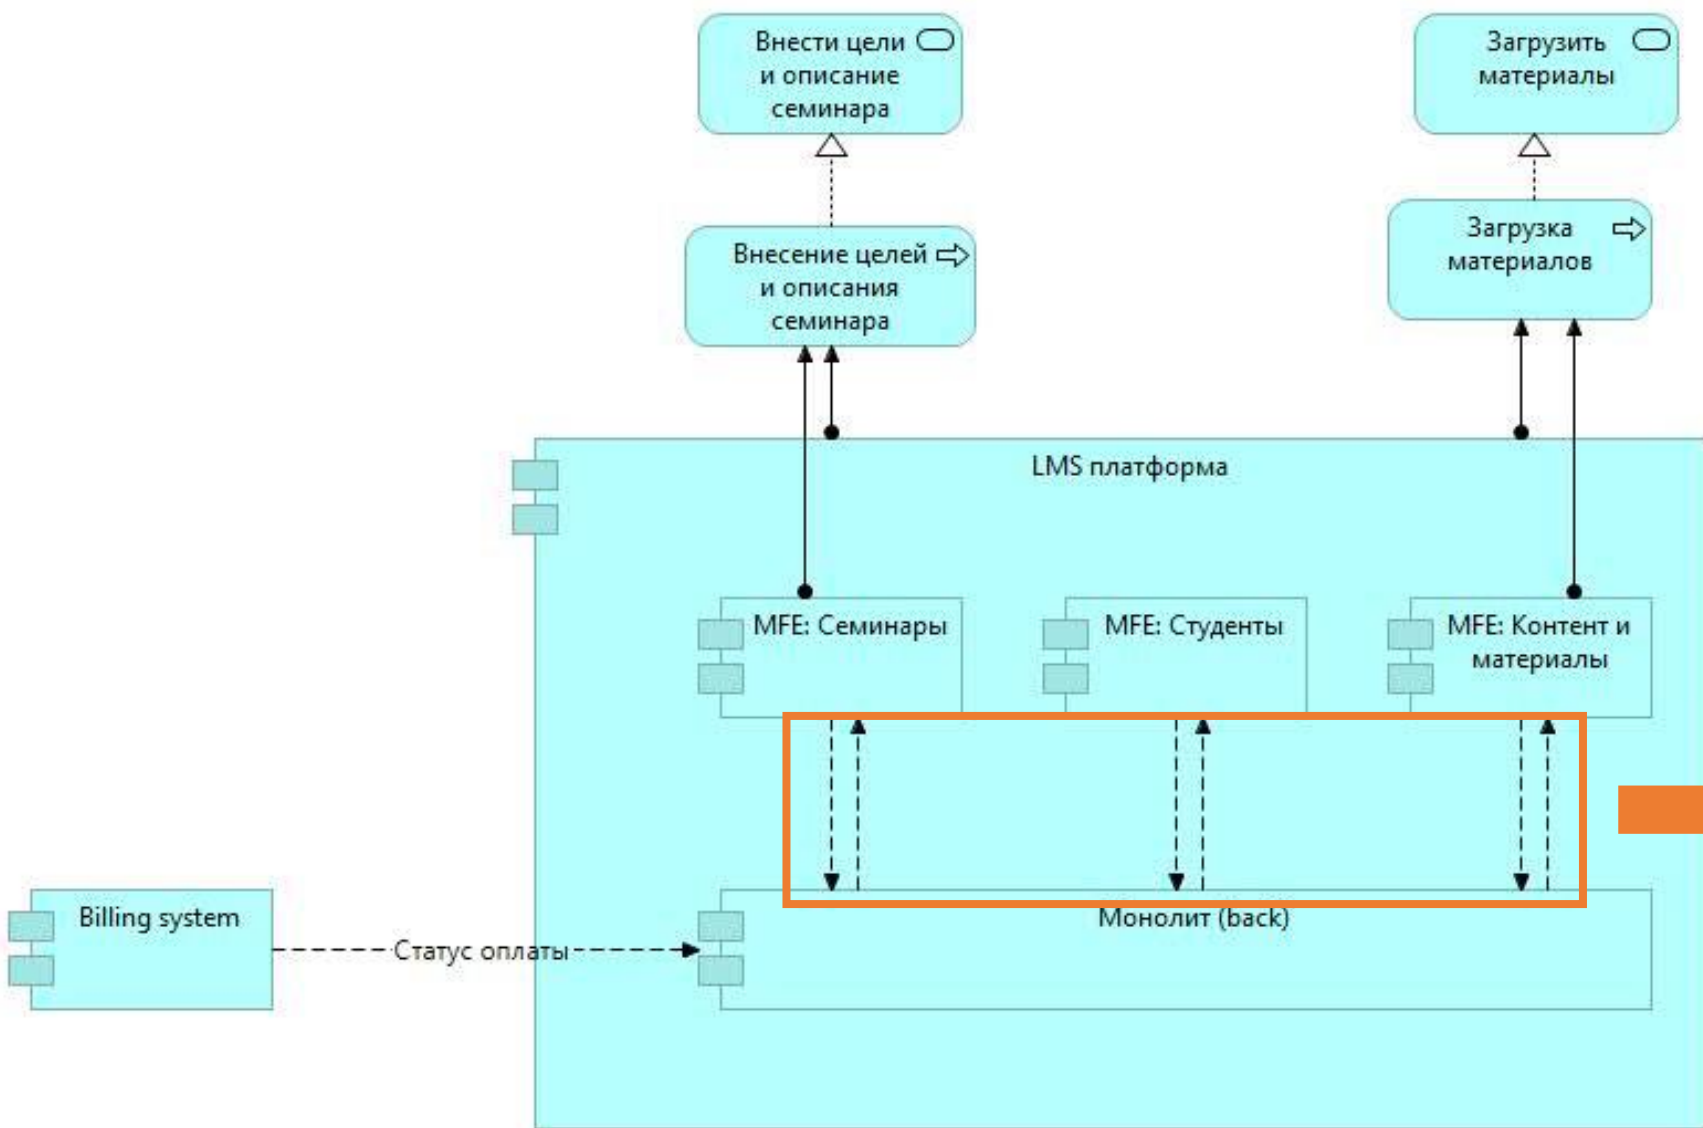 Внести цели
и описание
семинара
Загрузить
материалы
Внесение целей
и описания
семинара
Загрузка
материалов
LMS платформа
MFE: Семинары
MFE: Студенты
MFE: Контент и
материалы
Billing system
Статус оплаты
Монолит (back)